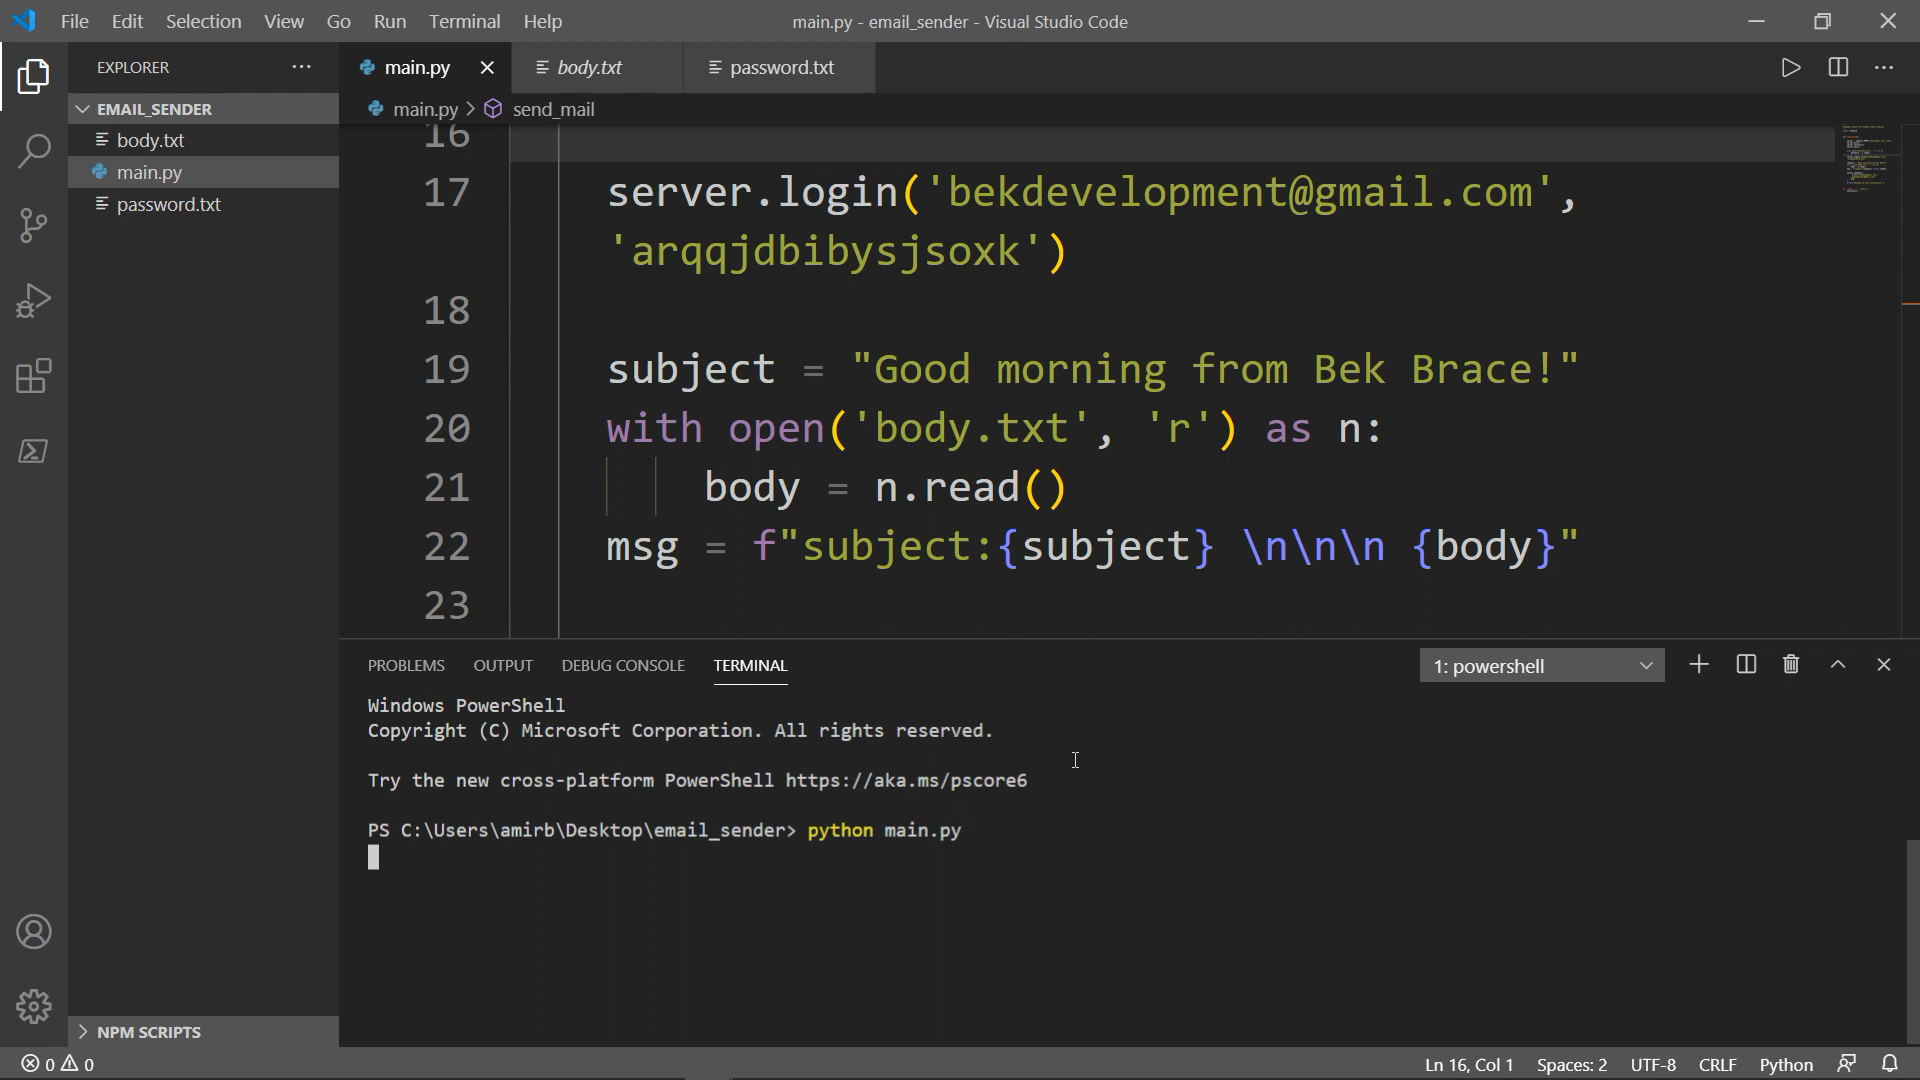 File Edit Selection View Go Run Terminal Help
main.py - email_sender - Visual Studio Code
EXPLORER
main.py
body.txt
password.txt
EMAIL_SENDER
main.py > send_mail
body.txt
main.py
password.txt
16
17 server.login('bekdevelopment@gmail.com',
'arqqjdbibysjsoxk')
18
19 subject = "Good morning from Bek Brace!"
20 with open('body.txt', 'r') as n:
21 body = n.read()
22 msg = f"subject:{subject} \n\n\n {body}"
23
PROBLEMS OUTPUT DEBUG CONSOLE TERMINAL
1: powershell
Windows PowerShell
Copyright (C) Microsoft Corporation. All rights reserved.
Try the new cross-platform PowerShell https://aka.ms/pscore6
PS C:\Users\amirb\Desktop\email_sender> python main.py
NPM SCRIPTS
0 0
Ln 16, Col 1 Spaces: 2 UTF-8 CRLF Python